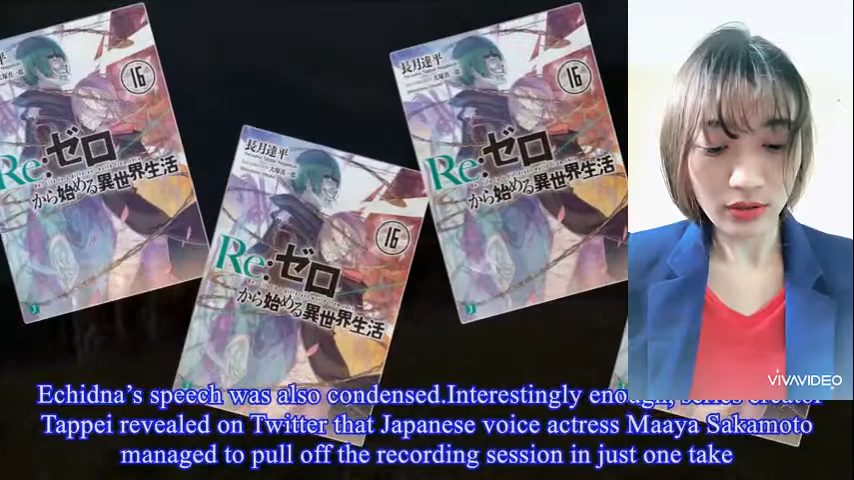 長月達平
16
Re:ゼロ
から始める異世界生活
長月達平
16
Re:ゼロ
から始める異世界生活
16
Re:ゼロ
から始める異世界生活
VIVAVIDEO
Echidna's speech was also condensed.Interestingly enough, series creator
Tappei revealed on Twitter that Japanese voice actress Maaya Sakamoto
managed to pull off the recording session in just one take